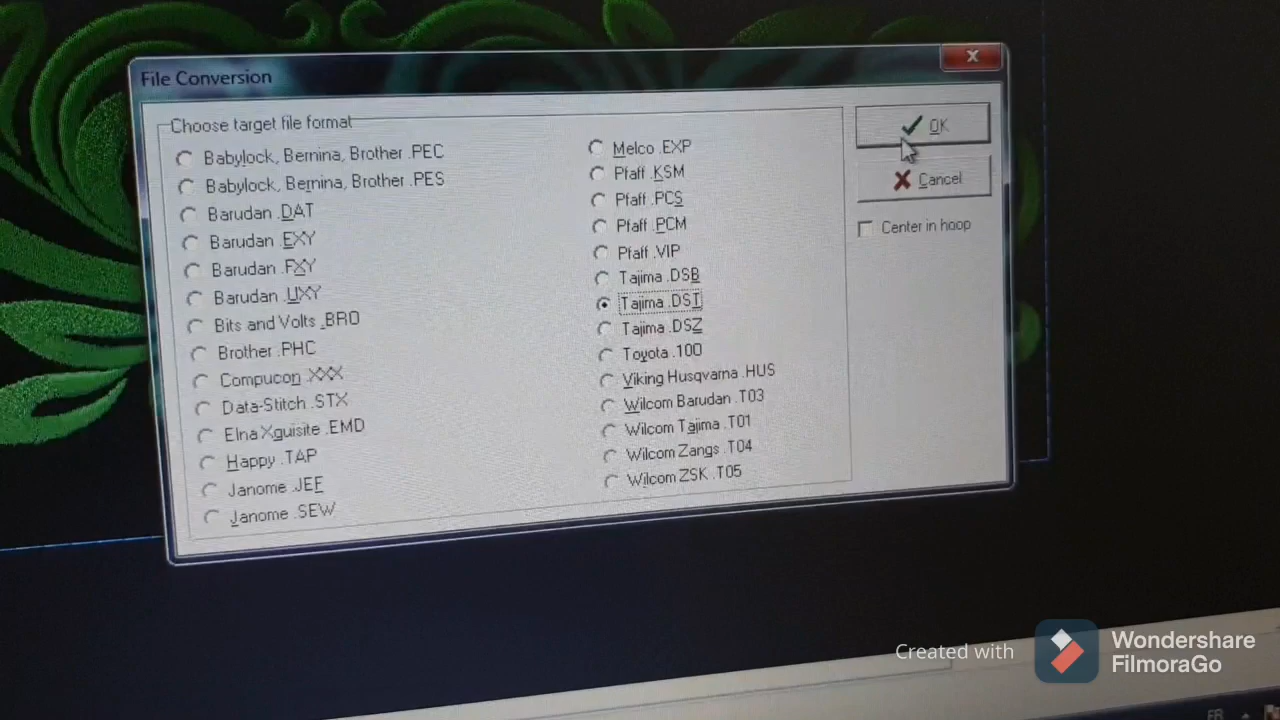 File Conversion
Choose target file format
Babylock, Bernina, Brother .PEC
Babylock, Bernina, Brother .PES
Barudan .DAT
Barudan .EXY
Barudan .FXY
Barudan .UXY
Bits and Volts .BRO
Brother .PHC
Compucon .XXX
Data-Stitch .STX
Elna Xquisite .EMD
Happy .TAP
Janome .JEF
Janome .SEW
Melco .EXP
Pfaff .KSM
Pfaff .PCS
Pfaff .PCM
Pfaff .VIP
Tajima .DSB
Tajima .DST
Tajima .DSZ
Toyota .100
Viking Husqvarna .HUS
Wilcom Barudan .T03
Wilcom Tajima .T01
Wilcom Zangs .T04
Wilcom ZSK .T05
OK
Cancel
Center in hoop
Created with
Wondershare
FilmoraGo
FR